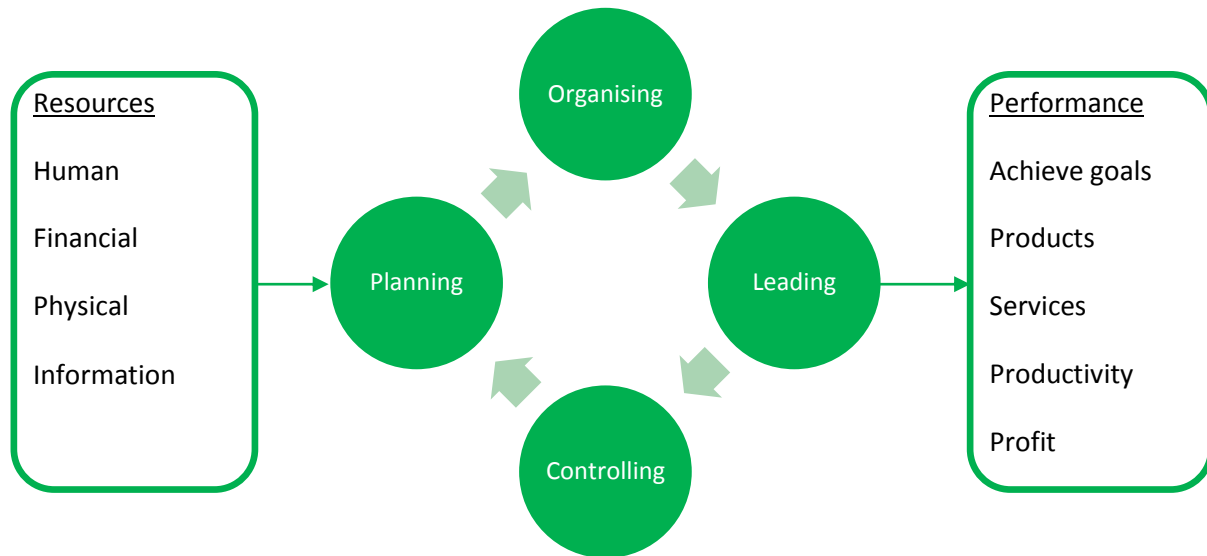 Resources
Human
Financial
Physical
Information
Organising
Planning
Leading
Controlling
Performance
Achieve goals
Products
Services
Productivity
Profit